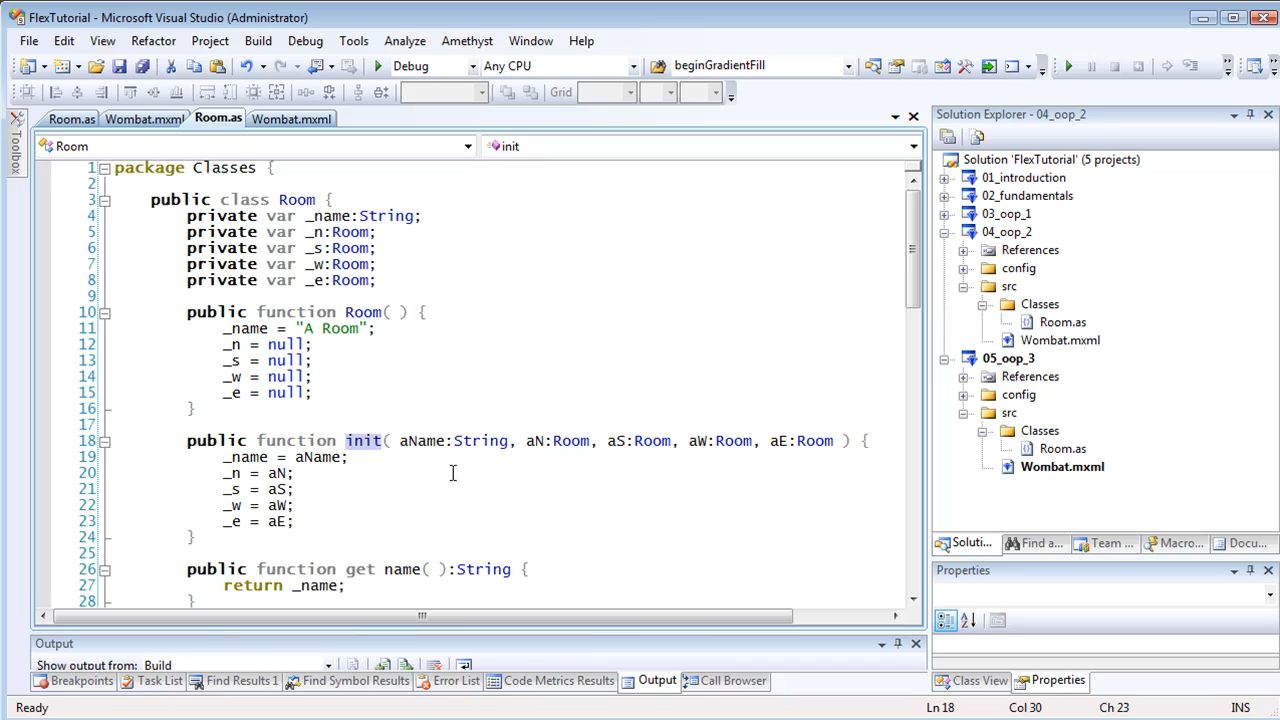 FlexTutorial - Microsoft Visual Studio (Administrator)
File Edit View Refactor Project Build Debug Tools Analyze Amethyst Window Help
Debug Any CPU beginGradientFill
Grid
Room.as Wombat.mxml Room.as Wombat.mxml
Toolbox
Room init
1 package Classes {
2
3 public class Room {
4 private var _name:String;
5 private var _n:Room;
6 private var _s:Room;
7 private var _w:Room;
8 private var _e:Room;
9
10 public function Room( ) {
11 _name = "A Room";
12 _n = null;
13 _s = null;
14 _w = null;
15 _e = null;
16 }
17
18 public function init( aName:String, aN:Room, aS:Room, aW:Room, aE:Room ) {
19 _name = aName;
20 _n = aN;
21 _s = aS;
22 _w = aW;
23 _e = aE;
24 }
25
26 public function get name( ):String {
27 return _name;
28 }
Output
Show output from: Build
Breakpoints Task List Find Results 1 Find Symbol Results Error List Code Metrics Results Output Call Browser
Solution Explorer - 04_oop_2
Solution 'FlexTutorial' (5 projects)
01_introduction
02_fundamentals
03_oop_1
04_oop_2
References
config
src
Classes
Room.as
Wombat.mxml
05_oop_3
References
config
src
Classes
Room.as
Wombat.mxml
Soluti... Find a... Team ... Macro... Docu...
Properties
Class View Properties
Ready Ln 18 Col 30 Ch 23 INS